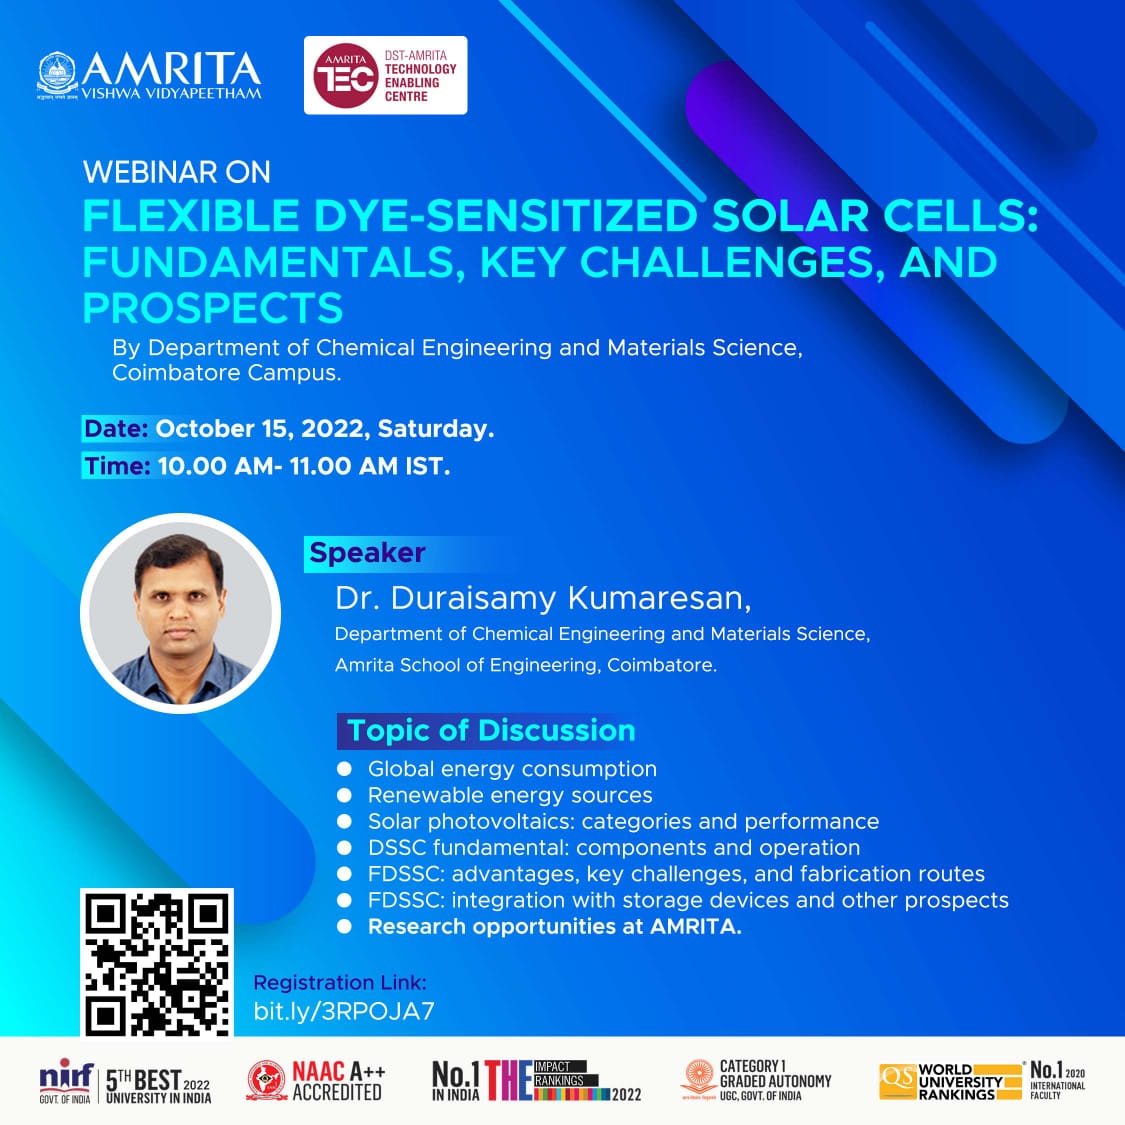 AMRITA
VISHWA VIDYAPEETHAM
AMRITA
TEC
DST-AMRITA
TECHNOLOGY
ENABLING
CENTRE
WEBINAR ON
FLEXIBLE DYE-SENSITIZED SOLAR CELLS:
FUNDAMENTALS, KEY CHALLENGES, AND
PROSPECTS
By Department of Chemical Engineering and Materials Science,
Coimbatore Campus.
Date: October 15, 2022, Saturday.
Time: 10.00 AM- 11.00 AM IST.
Speaker
Dr. Duraisamy Kumaresan,
Department of Chemical Engineering and Materials Science,
Amrita School of Engineering, Coimbatore.
Topic of Discussion
Global energy consumption
Renewable energy sources
Solar photovoltaics: categories and performance
DSSC fundamental: components and operation
FDSSC: advantages, key challenges, and fabrication routes
FDSSC: integration with storage devices and other prospects
Research opportunities at AMRITA.
Registration Link:
bit.ly/3RPOJA7
nirf
GOVT. OF INDIA
5TH BEST 2022
UNIVERSITY IN INDIA
NAAC A++
ACCREDITED
No.1
IN INDIA
THE
IMPACT
RANKINGS
2022
CATEGORY 1
GRADED AUTONOMY
UGC, GOVT. OF INDIA
QS
WORLD
UNIVERSITY
RANKINGS
No.1 2020
INTERNATIONAL
FACULTY